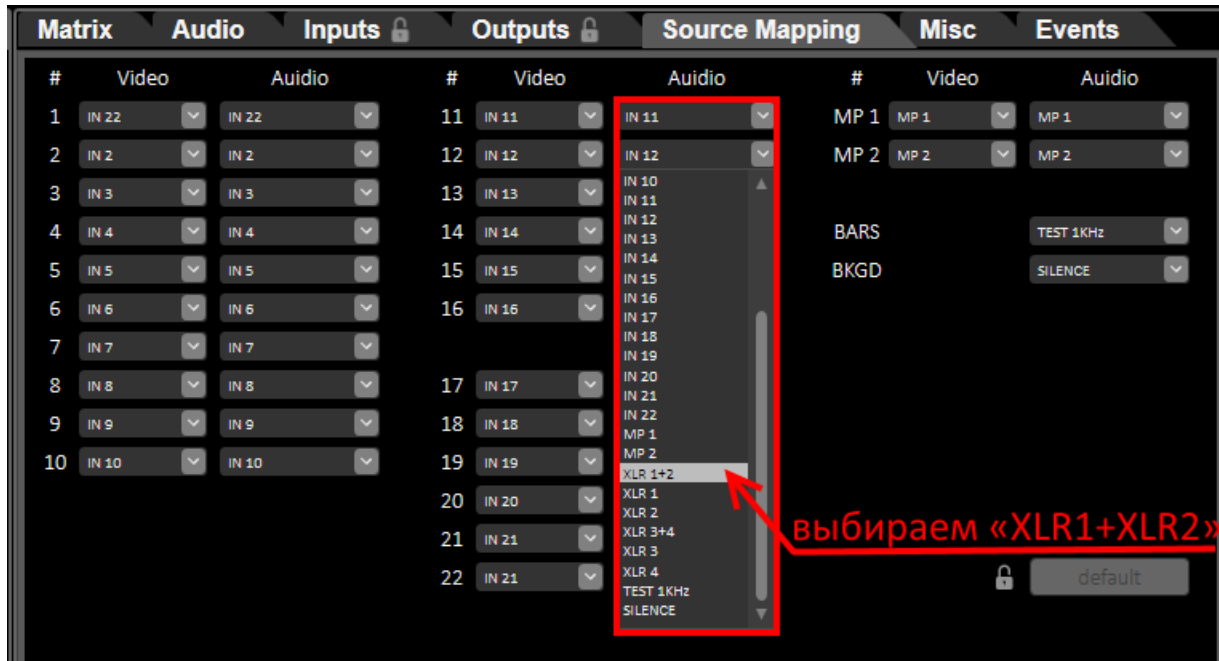 Matrix Audio Inputs Outputs Source Mapping Misc Events
# Video Auidio # Video Auidio # Video Auidio
1 IN 22 IN 22 11 IN 11 IN 11 MP 1 MP 1 MP 1
2 IN 2 IN 2 12 IN 12 IN 12 MP 2 MP 2 MP 2
IN 10
3 IN 3 IN 3 13 IN 13 IN 11
IN 12
4 IN 4 IN 4 14 IN 14 IN 13 BARS TEST 1KHz
IN 14
5 IN 5 IN 5 15 IN 15 IN 15 BKGD SILENCE
IN 16
6 IN 6 IN 6 16 IN 16 IN 17
IN 18
7 IN 7 IN 7 IN 19
IN 20
8 IN 8 IN 8 17 IN 17 IN 21
IN 22
9 IN 9 IN 9 18 IN 18 MP 1
MP 2
10 IN 10 IN 10 19 IN 19 XLR 1+2
XLR 1
20 IN 20 XLR 2
XLR 3+4 выбираем «XLR1+XLR2»
21 IN 21 XLR 3
22 IN 21 XLR 4 default
TEST 1KHz
SILENCE